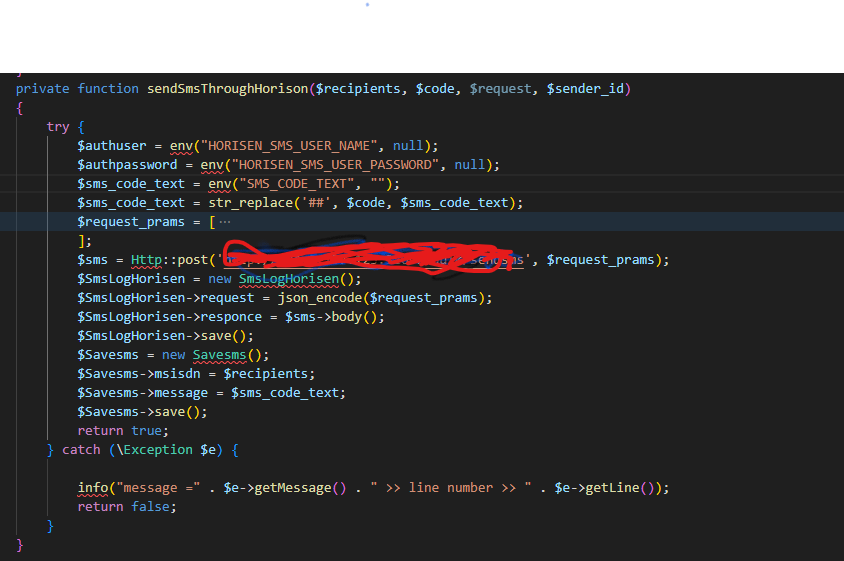 private function sendSmsThroughHorison($recipients, $code, $request, $sender_id)
{
try {
$authuser = env("HORISEN_SMS_USER_NAME", null);
$authpassword = env("HORISEN_SMS_USER_PASSWORD", null);
$sms_code_text = env("SMS_CODE_TEXT", "");
$sms_code_text = str_replace('##', $code, $sms_code_text);
$request_prams = [ ⋯
];
$sms = Http::post(' ', $request_prams);
$SmsLogHorisen = new SmsLogHorisen();
$SmsLogHorisen->request = json_encode($request_prams);
$SmsLogHorisen->responce = $sms->body();
$SmsLogHorisen->save();
$Savesms = new Savesms();
$Savesms->msisdn = $recipients;
$Savesms->message = $sms_code_text;
$Savesms->save();
return true;
} catch (\Exception $e) {
info("message =" . $e->getMessage() . " >> line number >> " . $e->getLine());
return false;
}
}